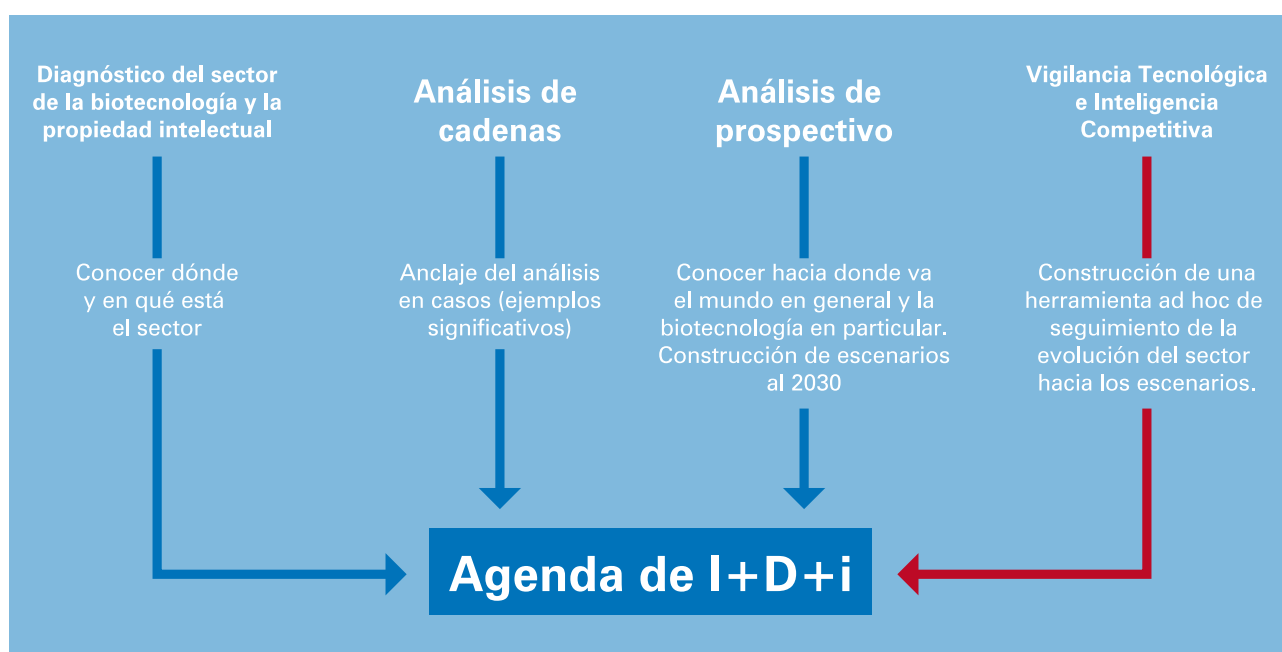 Diagnóstico del sector
de la biotecnología y la
propiedad intelectual
Conocer dónde
y en qué está
el sector
Análisis de
cadenas
Anclaje del análisis
en casos (ejemplos
significativos)
Análisis de
prospectivo
Conocer hacia donde va
el mundo en general y la
biotecnología en particular.
Construcción de escenarios
al 2030
Vigilancia Tecnológica
e Inteligencia
Competitiva
Construcción de una
herramienta ad hoc de
seguimiento de la
evolución del sector
hacia los escenarios.
Agenda de I+D+i